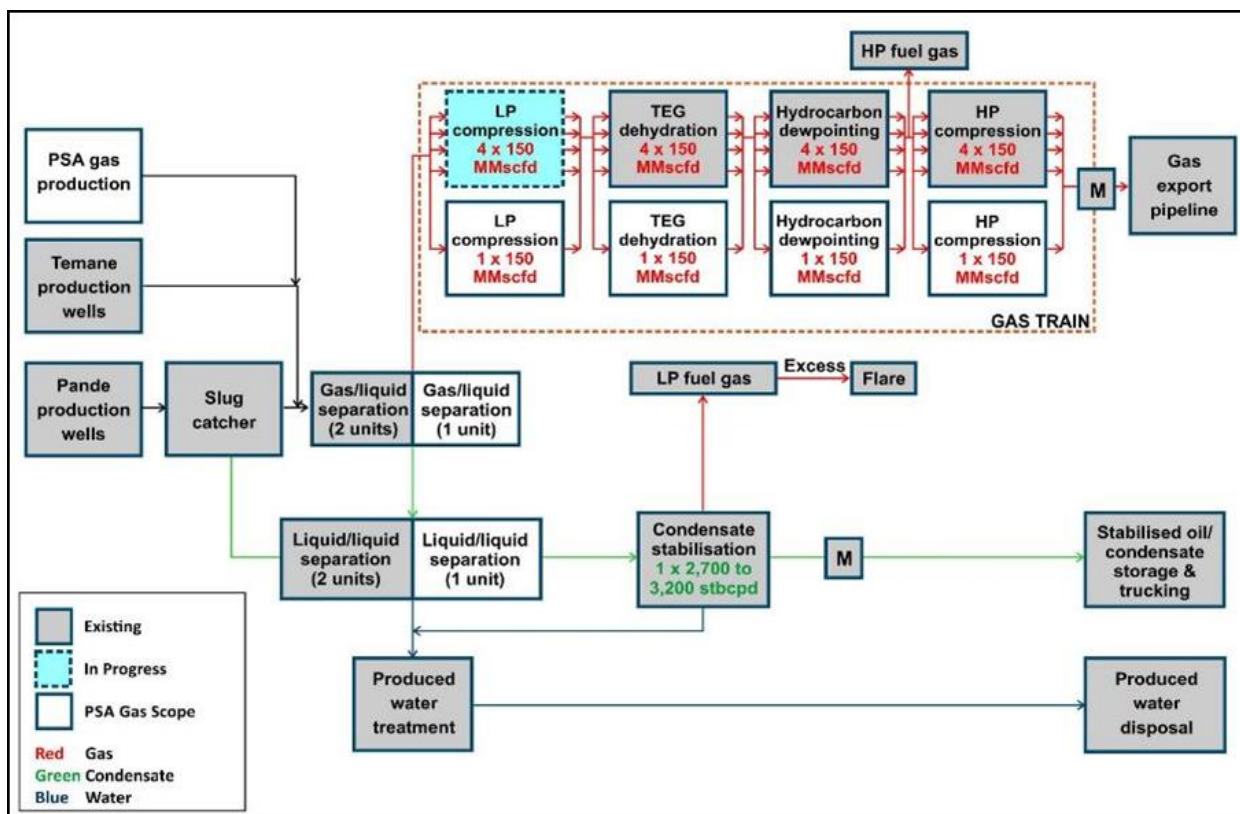 HP fuel gas
LP
compression
4 x 150
MMscfd
TEG
dehydration
4 x 150
MMscfd
Hydrocarbon
dewpointing
4 x 150
MMscfd
HP
compression
4 x 150
MMscfd
M
Gas
export
pipeline
PSA gas
production
LP
compression
1 x 150
MMscfd
TEG
dehydration
1 x 150
MMscfd
Hydrocarbon
dewpointing
1 x 150
MMscfd
HP
compression
1 x 150
MMscfd
GAS TRAIN
Temane
production
wells
Pande
production
wells
Slug
catcher
Gas/liquid
separation
(2 units)
Gas/liquid
separation
(1 unit)
LP fuel gas
Excess
Flare
Liquid/liquid
separation
(2 units)
Liquid/liquid
separation
(1 unit)
Condensate
stabilisation
1 x 2,700 to
3,200 stbcpd
M
Stabilised oil/
condensate
storage &
trucking
Produced
water
treatment
Produced
water
disposal
Existing
In Progress
PSA Gas Scope
Red Gas
Green Condensate
Blue Water